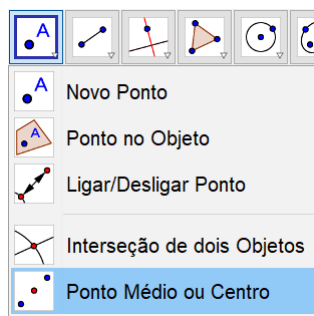 A
A
Novo Ponto
A
Ponto no Objeto
Ligar/Desligar Ponto
Interseção de dois Objetos
Ponto Médio ou Centro